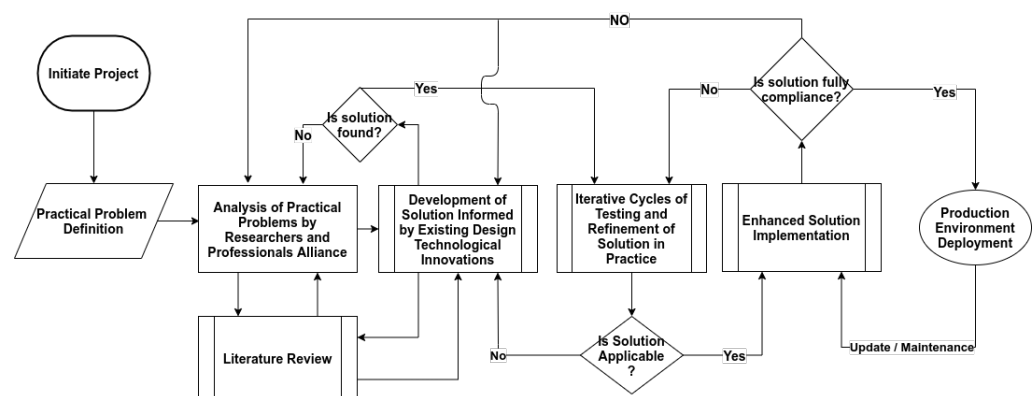 NO
Initiate Project
Is solution fully
compliance?
No
Yes
Yes
Is solution
found?
No
Practical Problem
Definition
Analysis of Practical
Problems by
Researchers and
Professionals Alliance
Development of
Solution Informed
by Existing Design
Technological
Innovations
Iterative Cycles of
Testing and
Refinement of
Solution in
Practice
Enhanced Solution
Implementation
Production
Environment
Deployment
Literature Review
No
Is Solution
Applicable
?
Yes
Update / Maintenance